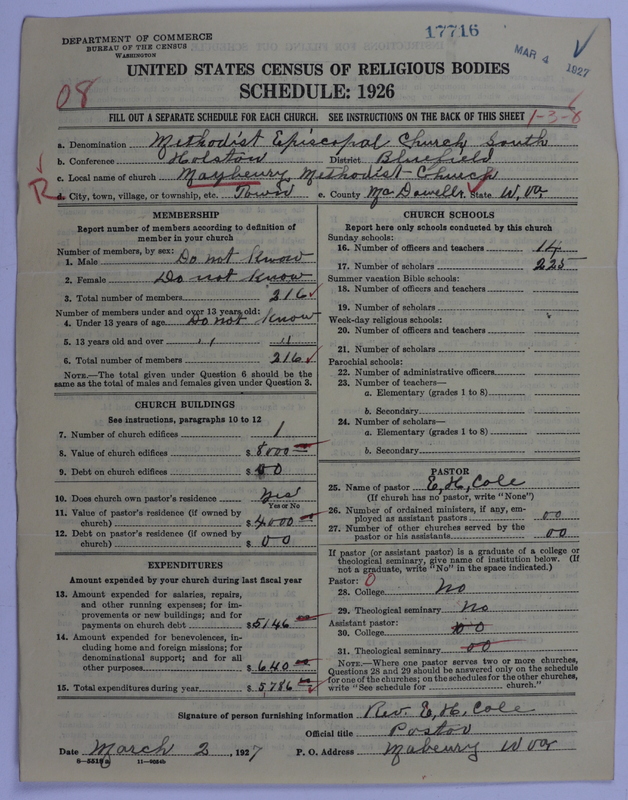 17716
DEPARTMENT OF COMMERCE
BUREAU OF THE CENSUS
WASHINGTON
MAR 4 1927
UNITED STATES CENSUS OF RELIGIOUS BODIES
SCHEDULE: 1926
08
FILL OUT A SEPARATE SCHEDULE FOR EACH CHURCH. SEE INSTRUCTIONS ON THE BACK OF THIS SHEET
1-3-8
a. Denomination Methodist Episcopal Church South
b. Conference Holston District Bluefield
c. Local name of church Maybeury Methodist Church
R
d. City, town, village, or township, etc. Town e. County McDowell State W, Va
MEMBERSHIP
Report number of members according to definition of
member in your church
Number of members, by sex:
1. Male Do not know
2. Female Do not know
3. Total number of members 216
Number of members under and over 13 years old:
4. Under 13 years of age Do not know
5. 13 years old and over " "
6. Total number of members 216
NOTE.—The total given under Question 6 should be the
same as the total of males and females given under Question 3.
CHURCH BUILDINGS
See instructions, paragraphs 10 to 12
7. Number of church edifices 1
8. Value of church edifices $ 8000
9. Debt on church edifices $ 00
10. Does church own pastor's residence Yes
Yes or No
11. Value of pastor's residence (if owned by
church) $ 4000
12. Debt on pastor's residence (if owned by
church) $ 00
EXPENDITURES
Amount expended by your church during last fiscal year
13. Amount expended for salaries, repairs,
and other running expenses; for im-
provements or new buildings; and for
payments on church debt $ 5146
14. Amount expended for benevolences, in-
cluding home and foreign missions; for
denominational support; and for all
other purposes $ 640
15. Total expenditures during year $ 5786
CHURCH SCHOOLS
Report here only schools conducted by this church
Sunday schools:
16. Number of officers and teachers 14
17. Number of scholars 225
Summer vacation Bible schools:
18. Number of officers and teachers
19. Number of scholars
Week-day religious schools:
20. Number of officers and teachers
21. Number of scholars
Parochial schools:
22. Number of administrative officers
23. Number of teachers—
a. Elementary (grades 1 to 8)
b. Secondary
24. Number of scholars—
a. Elementary (grades 1 to 8)
b. Secondary
PASTOR
25. Name of pastor E, H, Cole
(If church has no pastor, write "None")
26. Number of ordained ministers, if any, em-
ployed as assistant pastors 00
27. Number of other churches served by the
pastor or his assistants 00
If pastor (or assistant pastor) is a graduate of a college or
theological seminary, give name of institution below. (If
not a graduate, write "No" in the space indicated.)
Pastor: 0
28. College No
29. Theological seminary No
Assistant pastor:
30. College 00
31. Theological seminary 00
NOTE.—Where one pastor serves two or more churches,
Questions 28 and 29 should be answered only on the schedule
for one of the churches; on the schedules for the other churches,
write "See schedule for church."
Signature of person furnishing information Rev. E, H, Cole
Official title Pastor
Date March 2, 1927 P. O. Address Mabeury W Va
8—5518a 11—9264b